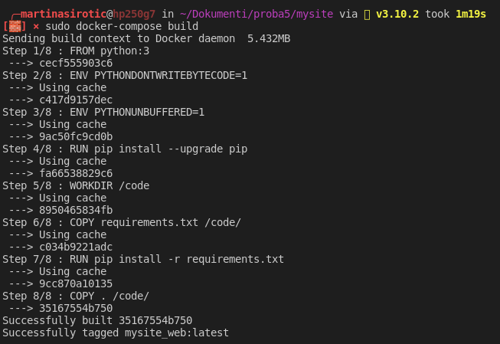 martinasirotic@hp250g7 in ~/Dokumenti/proba5/mysite via v3.10.2 took 1m19s
[ ] × sudo docker-compose build
Sending build context to Docker daemon  5.432MB
Step 1/8 : FROM python:3
---> cecf555903c6
Step 2/8 : ENV PYTHONDONTWRITEBYTECODE=1
---> Using cache
---> c417d9157dec
Step 3/8 : ENV PYTHONUNBUFFERED=1
---> Using cache
---> 9ac50fc9cd0b
Step 4/8 : RUN pip install --upgrade pip
---> Using cache
---> fa66538829c6
Step 5/8 : WORKDIR /code
---> Using cache
---> 8950465834fb
Step 6/8 : COPY requirements.txt /code/
---> Using cache
---> c034b9221adc
Step 7/8 : RUN pip install -r requirements.txt
---> Using cache
---> 9cc870a10135
Step 8/8 : COPY . /code/
---> 35167554b750
Successfully built 35167554b750
Successfully tagged mysite_web:latest